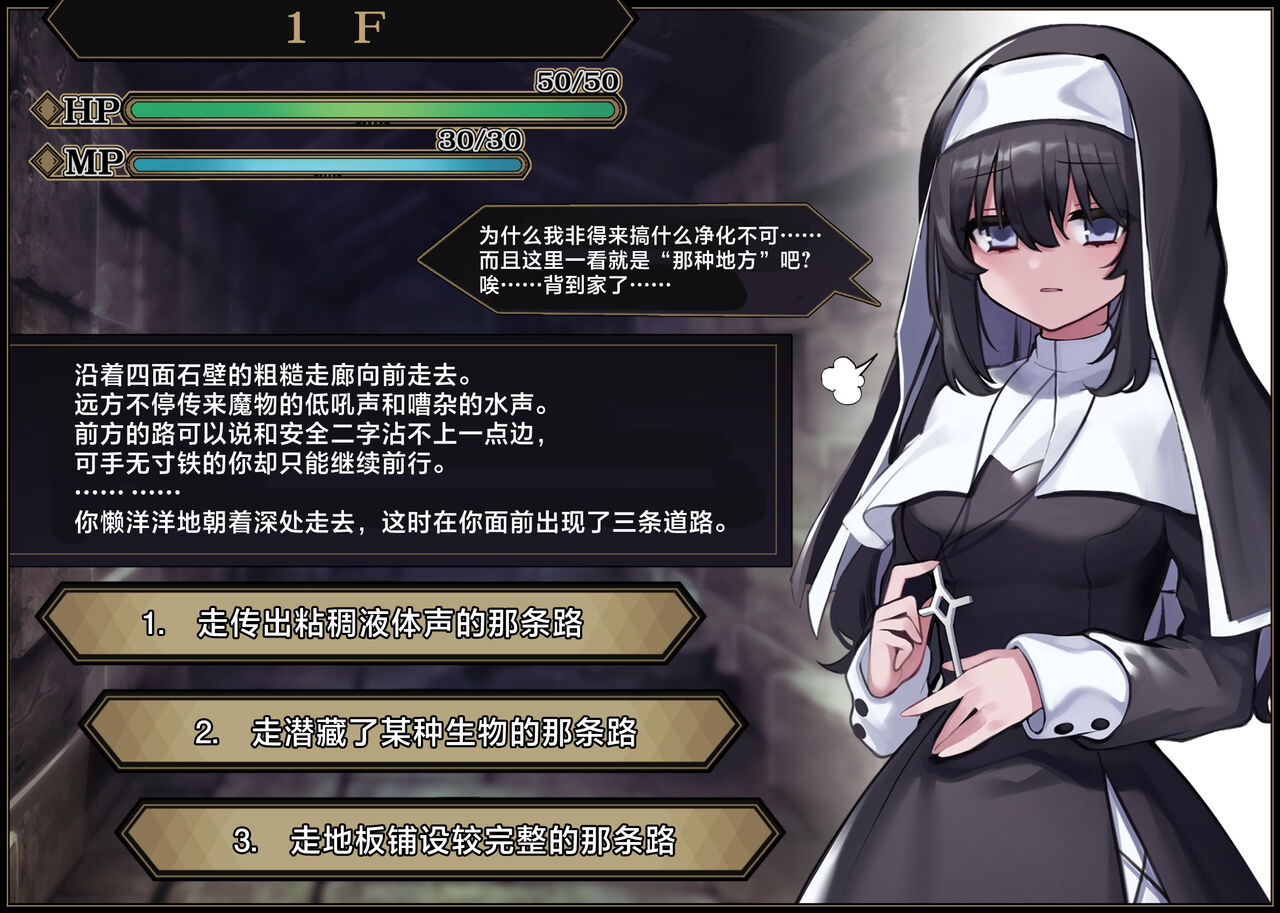 1 F
50/50
HP
30/30
MP
为什么我非得来搞什么净化不可……
而且这里一看就是“那种地方”吧?
唉……背到家了……
沿着四面石壁的粗糙走廊向前走去。
远方不停传来魔物的低吼声和嘈杂的水声。
前方的路可以说和安全二字沾不上一点边，
可手无寸铁的你却只能继续前行。
…… ……
你懒洋洋地朝着深处走去，这时在你面前出现了三条道路。
1. 走传出粘稠液体声的那条路
2. 走潜藏了某种生物的那条路
3. 走地板铺设较完整的那条路